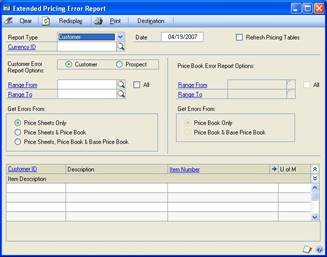 Extended Pricing Error Report
Clear Redisplay Print Destination
Report Type Customer Date 04/19/2007 Refresh Pricing Tables
Currency ID
Customer Error Report Options: Customer Prospect Price Book Error Report Options:
Range From All Range From All
Range To Range To
Get Errors From: Get Errors From:
Price Sheets Only Price Book Only
Price Sheets & Price Book Price Book & Base Price Book
Price Sheets, Price Book & Base Price Book
Customer ID Description Item Number U of M
Item Description